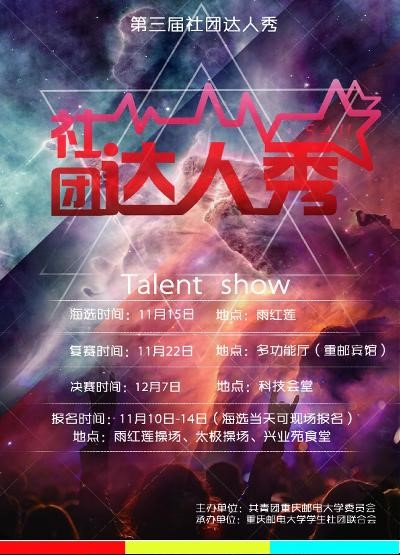 第三届社团达人秀
社
团达人秀
Talent show
海选时间：11月15日 地点：雨红莲
复赛时间：11月22日 地点：多功能厅（重邮宾馆）
决赛时间：12月7日 地点：科技会堂
报名时间：11月10日-14日（海选当天可现场报名）
地点：雨红莲操场、太极操场、兴业苑食堂
主办单位：共青团重庆邮电大学委员会
承办单位：重庆邮电大学学生社团联合会